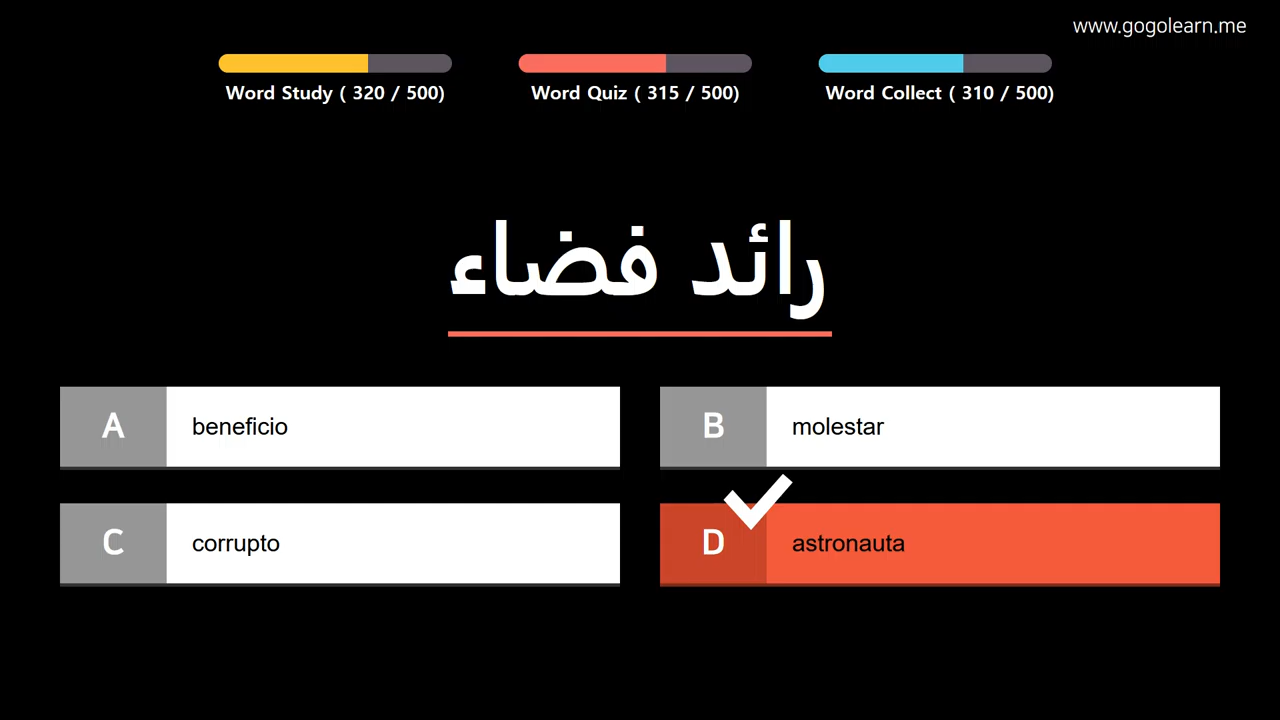 www.gogolearn.me
Word Study ( 320 / 500)
Word Quiz ( 315 / 500)
Word Collect ( 310 / 500)
رائد فضاء
A beneficio
B molestar
C corrupto
D astronauta